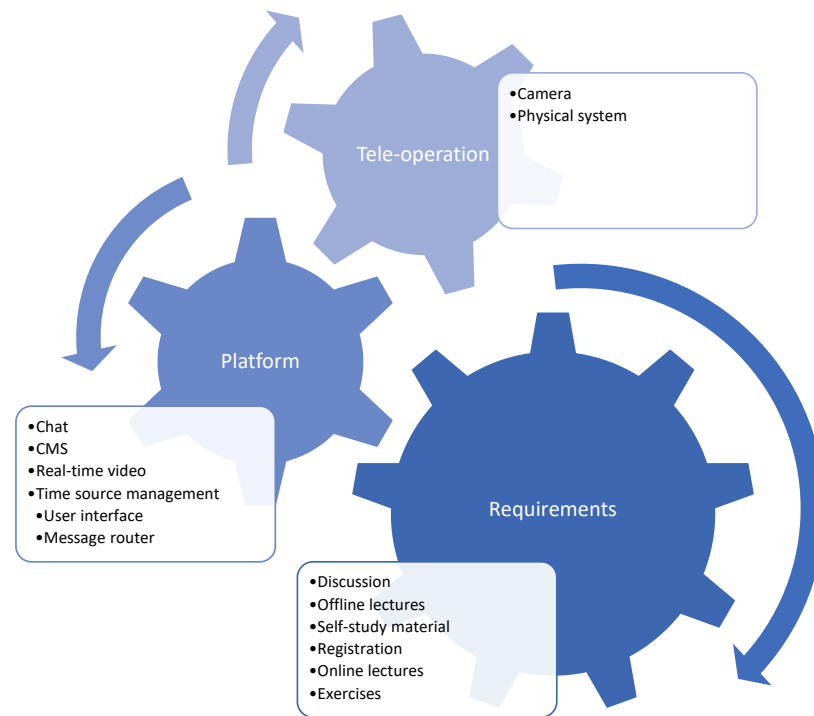 Tele-operation
•Camera
•Physical system
Platform
•Chat
•CMS
•Real-time video
•Time source management
•User interface
•Message router
Requirements
•Discussion
•Offline lectures
•Self-study material
•Registration
•Online lectures
•Exercises